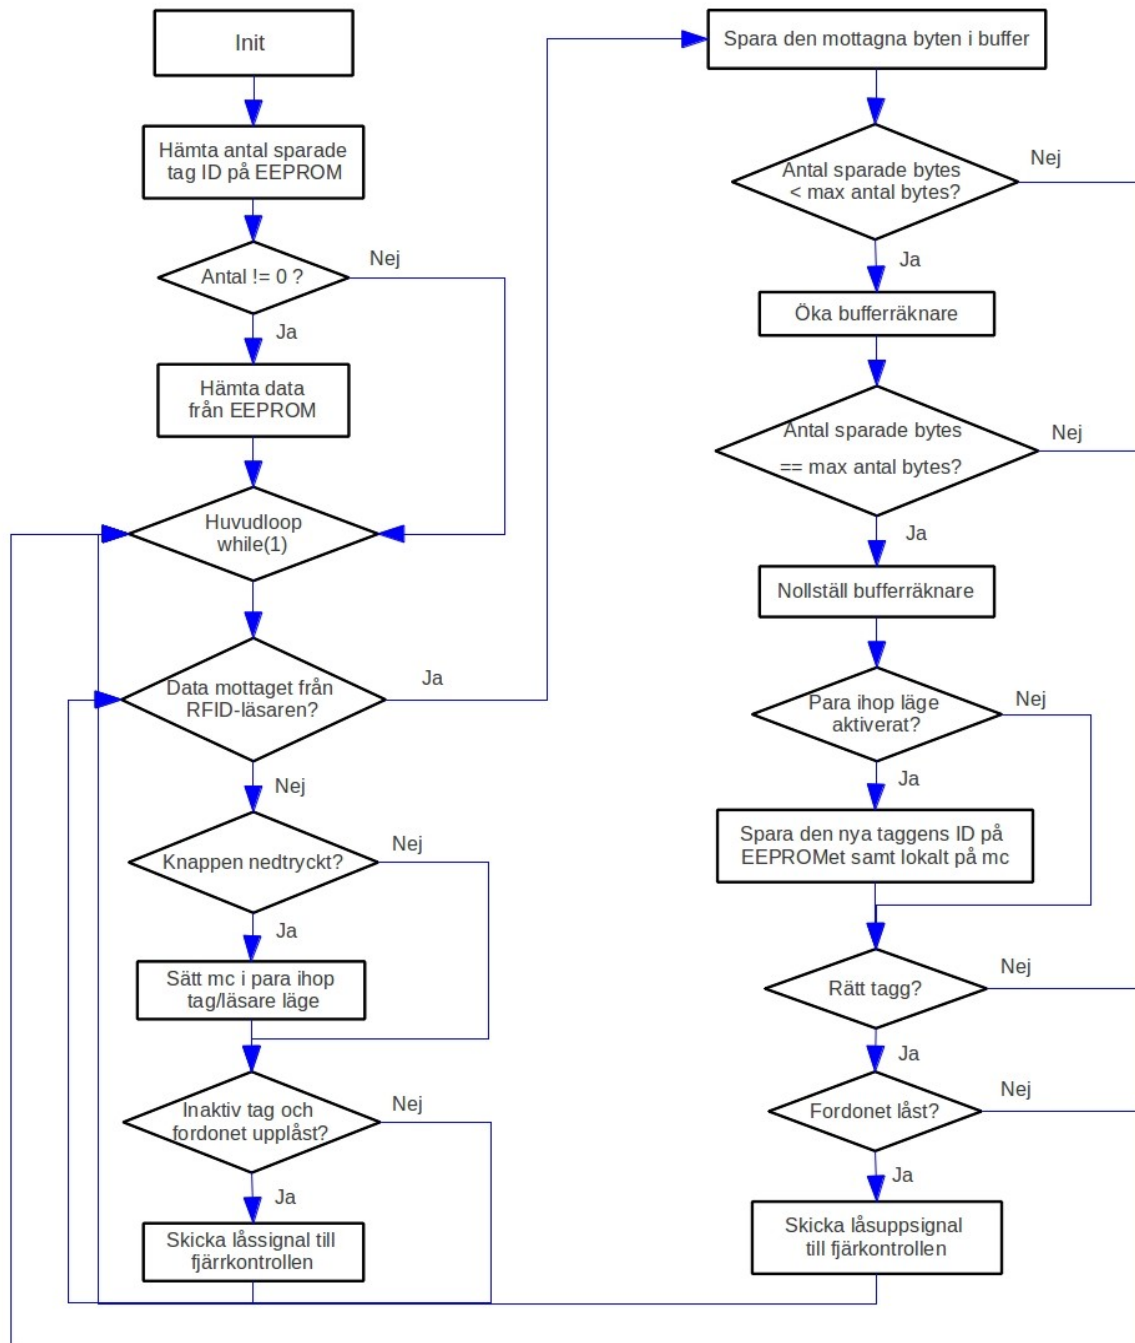 Init
Hämta antal sparade
tag ID på EEPROM
Antal != 0 ?
Nej
Ja
Hämta data
från EEPROM
Huvudloop
while(1)
Data mottaget från
RFID-läsaren?
Ja
Nej
Knappen nedtryckt?
Nej
Ja
Sätt mc i para ihop
tag/läsare läge
Inaktiv tag och
fordonet upplåst?
Nej
Ja
Skicka låssignal till
fjärrkontrollen
Spara den mottagna byten i buffer
Antal sparade bytes
< max antal bytes?
Nej
Ja
Öka bufferräknare
Antal sparade bytes
== max antal bytes?
Nej
Ja
Nollställ bufferräknare
Para ihop läge
aktiverat?
Nej
Ja
Spara den nya taggens ID på
EEPROMet samt lokalt på mc
Rätt tagg?
Nej
Ja
Fordonet låst?
Nej
Ja
Skicka låsuppsignal
till fjärkontrollen